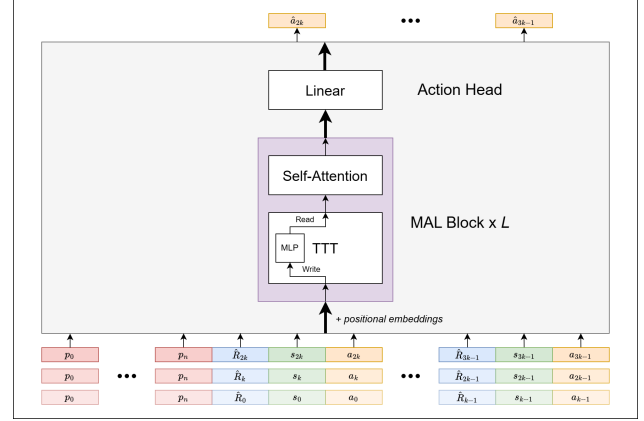 â₂ₖ ••• â₃ₖ₋₁
Linear
Action Head
Self-Attention
MAL Block x L
Read
MLP
TTT
Write
+ positional embeddings
p₀ ••• pₙ R̂₂ₖ s₂ₖ a₂ₖ ••• R̂₃ₖ₋₁ s₃ₖ₋₁ a₃ₖ₋₁
p₀ ••• pₙ R̂ₖ sₖ aₖ ••• R̂₂ₖ₋₁ s₂ₖ₋₁ a₂ₖ₋₁
p₀ pₙ R̂₀ s₀ a₀ R̂ₖ₋₁ sₖ₋₁ aₖ₋₁